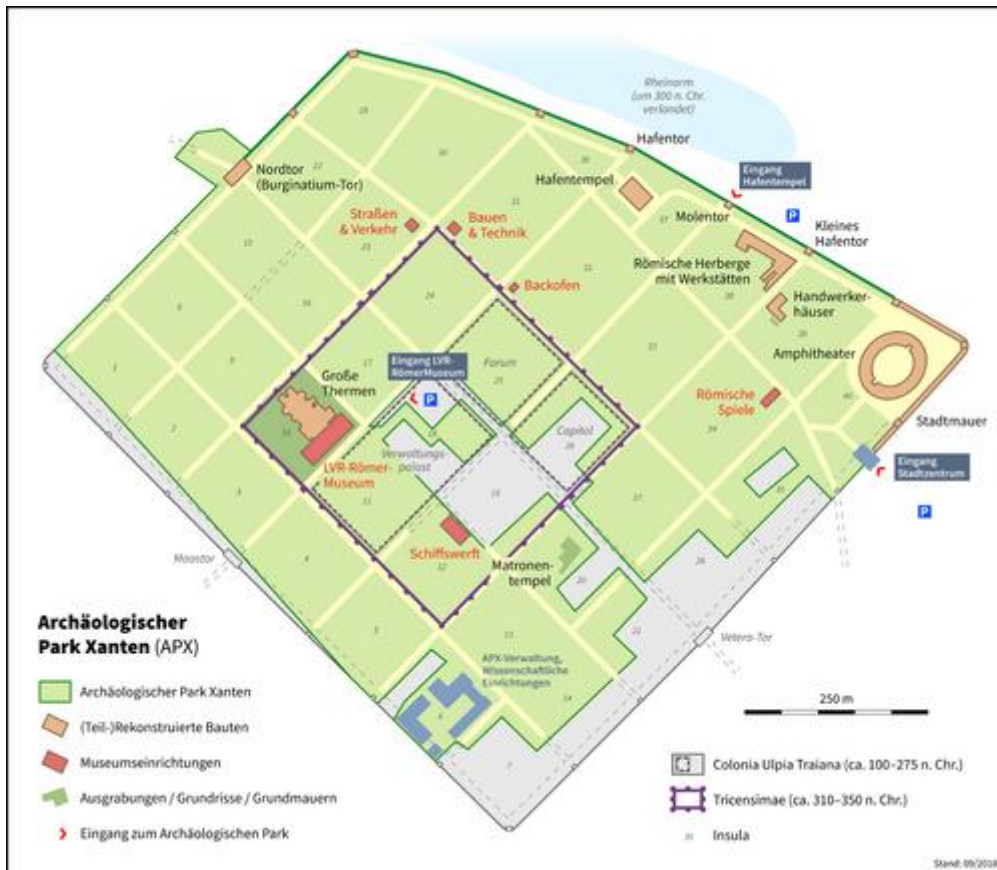 Rheinarm
(um 300 n. Chr.
verlandet)
Hafentor
Eingang
Hafentempel
Nordtor
(Burginatium-Tor)
Hafentempel
Molentor
P
Kleines
Hafentor
Straßen
& Verkehr
Bauen
& Technik
Römische Herberge
mit Werkstätten
Backofen
Handwerker-
häuser
Amphitheater
Eingang LVR-
RömerMuseum
Forum
Große
Thermen
P
Römische
Spiele
Stadtmauer
Capitol
Verwaltungs-
palast
LVR-Römer-
Museum
Eingang
Stadtzentrum
P
Schiffswerft
Matronen-
tempel
Maastor
Vetera-Tor
APX-Verwaltung,
Wissenschaftliche
Einrichtungen
Archäologischer
Park Xanten (APX)
Archäologischer Park Xanten
(Teil-)Rekonstruierte Bauten
Museumseinrichtungen
Ausgrabungen / Grundrisse / Grundmauern
Eingang zum Archäologischen Park
250 m
Colonia Ulpia Traiana (ca. 100–275 n. Chr.)
Tricensimae (ca. 310–350 n. Chr.)
Insula
Stand: 09/2018